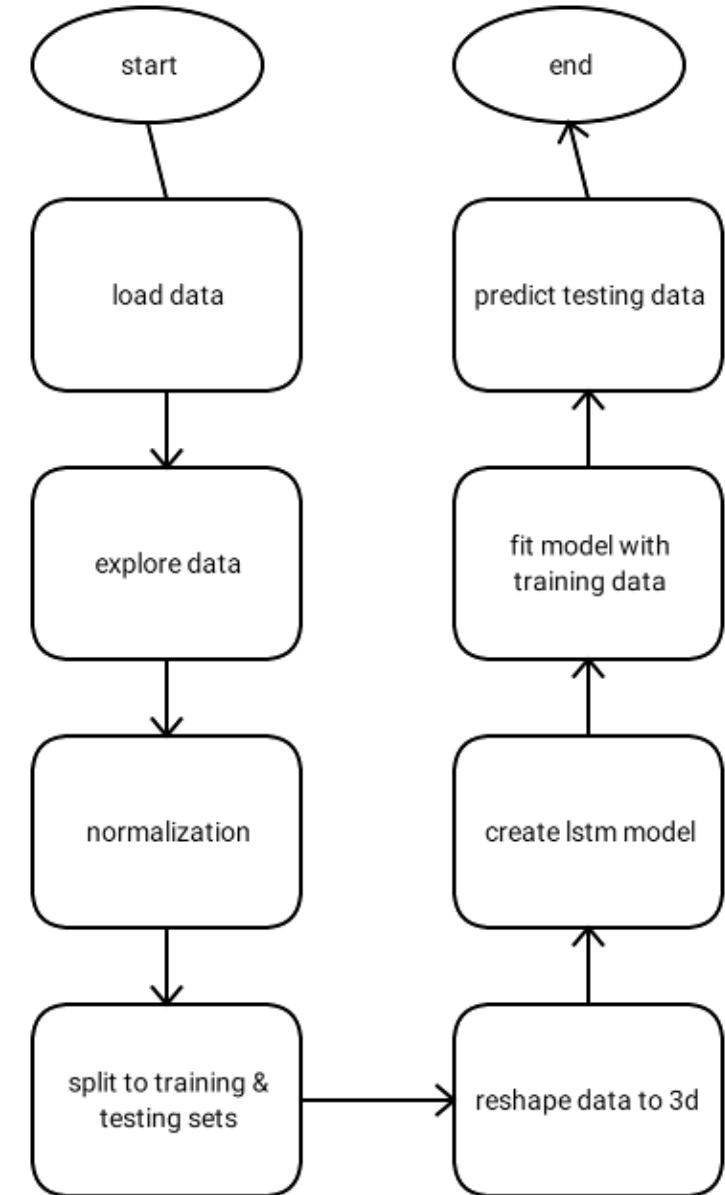 start
load data
explore data
normalization
split to training &
testing sets
reshape data to 3d
create lstm model
fit model with
training data
predict testing data
end